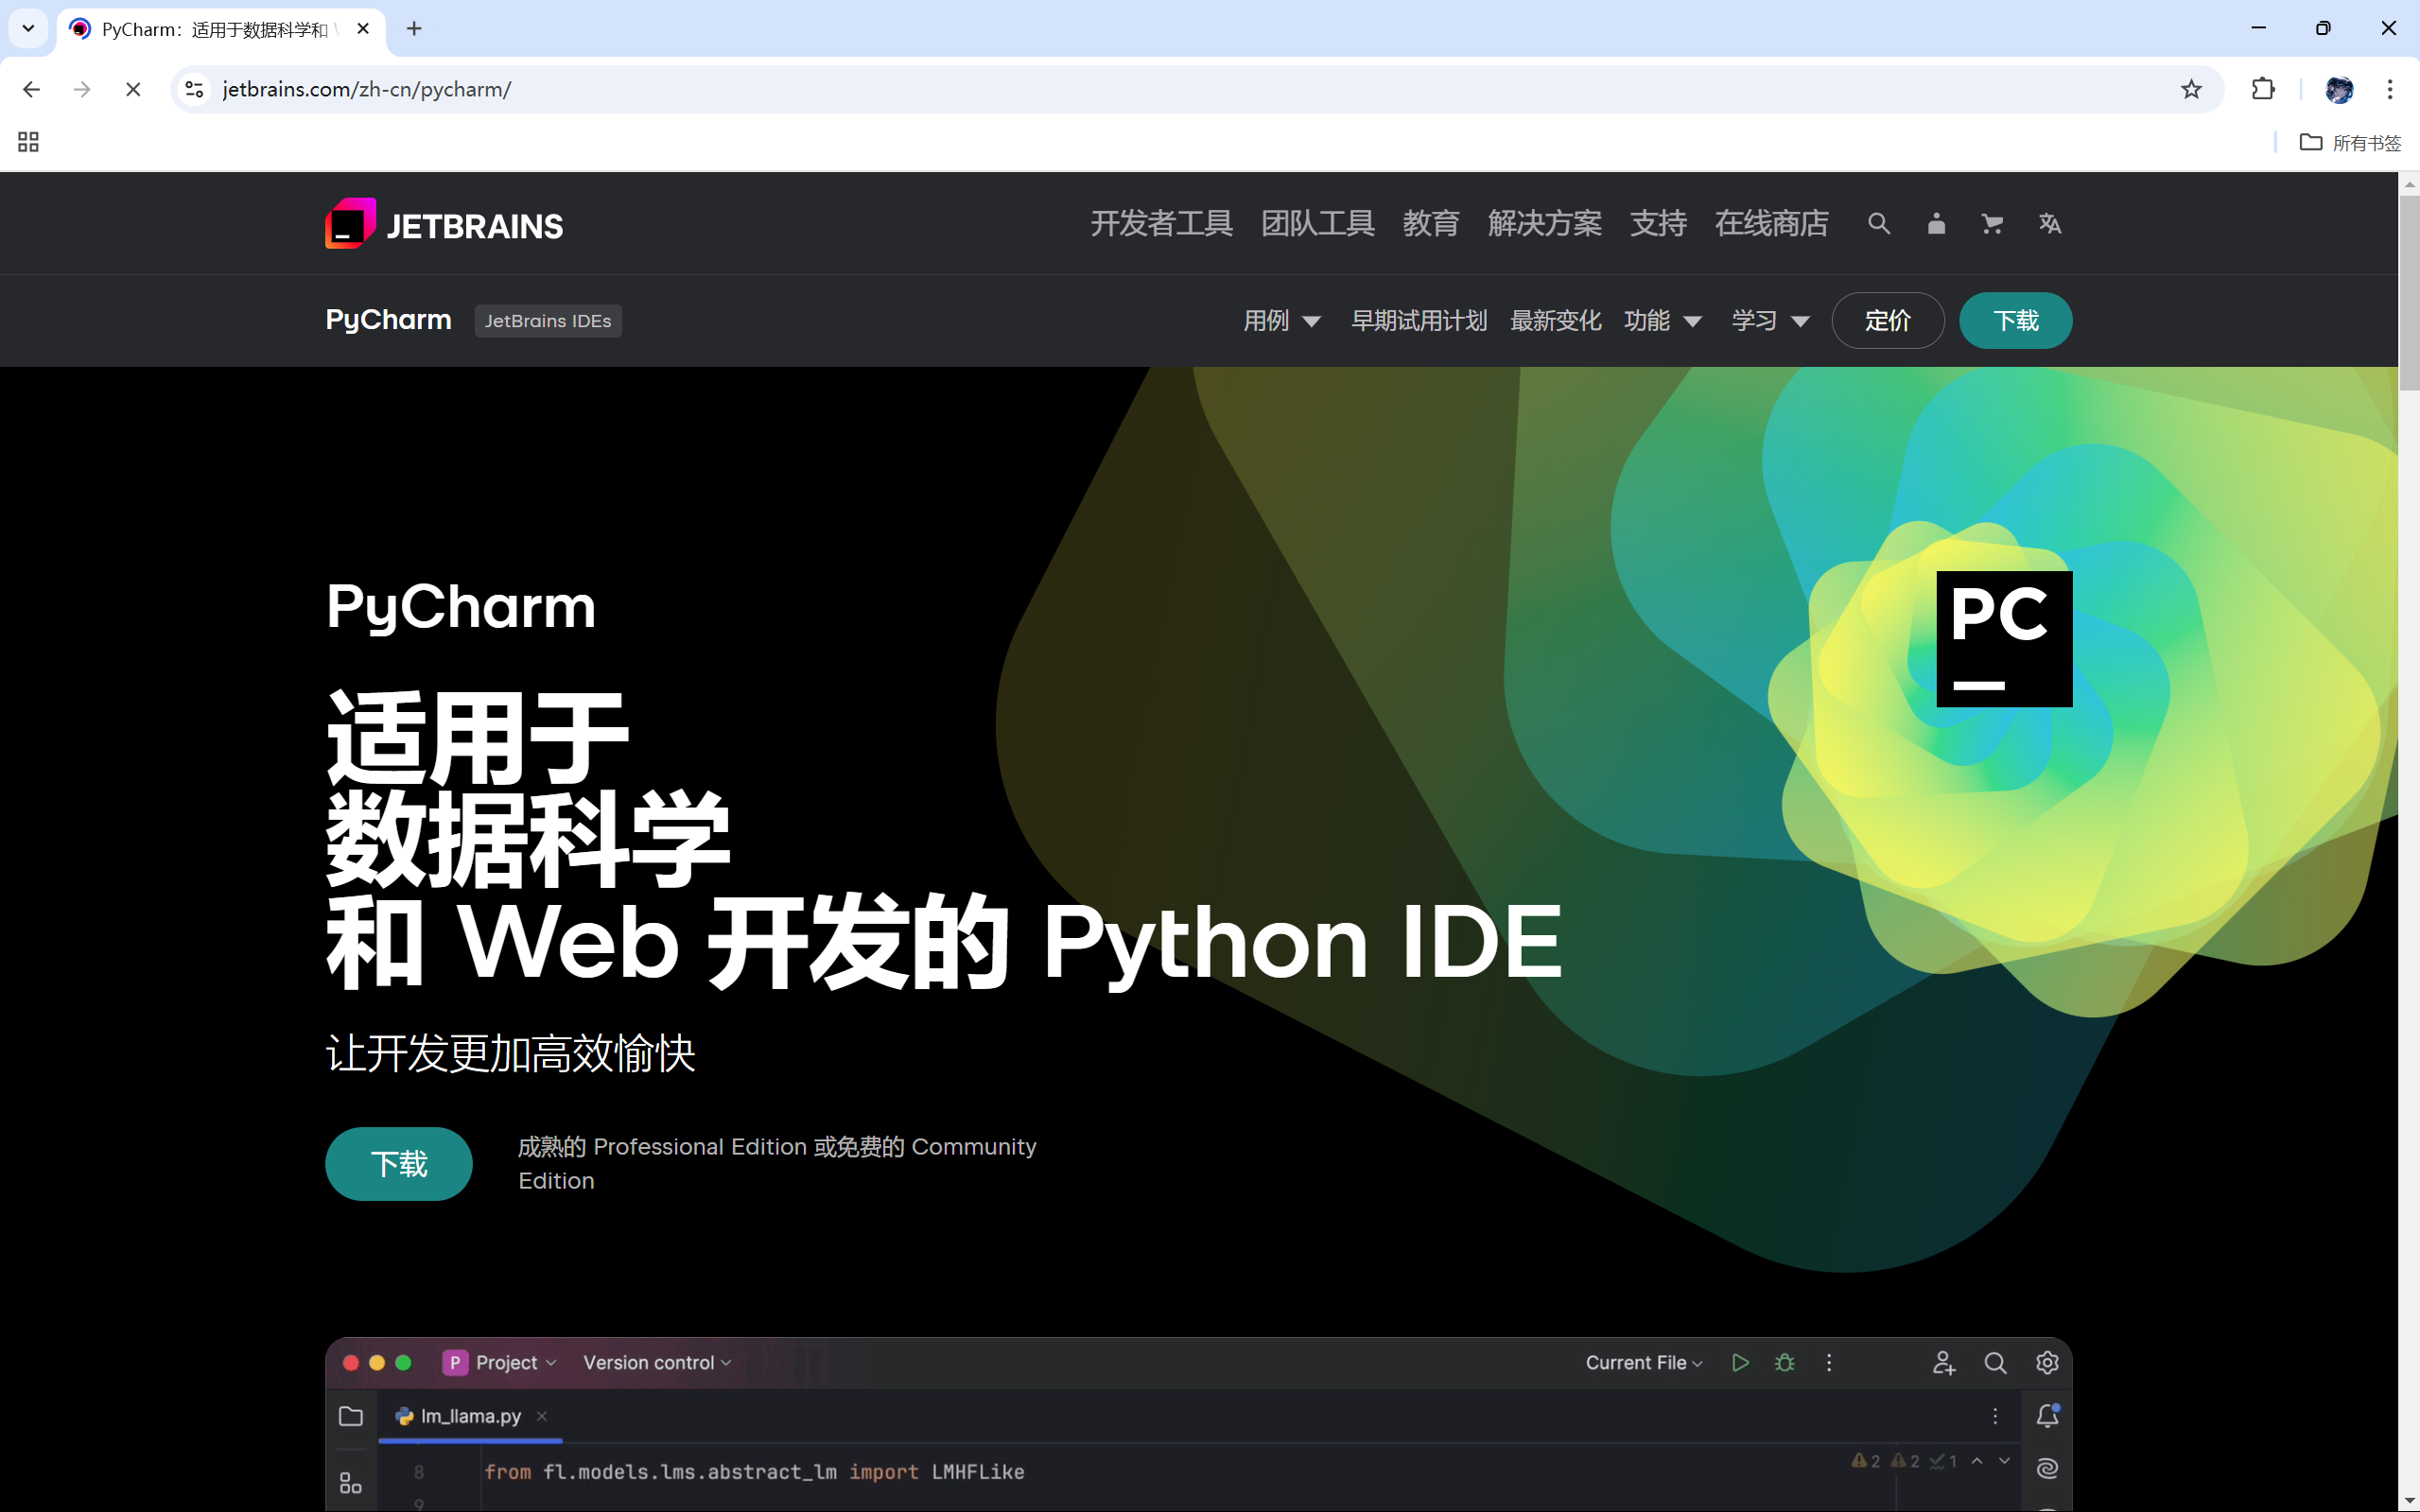 PyCharm：适用于数据科学和
jetbrains.com/zh-cn/pycharm/
所有书签
JETBRAINS
开发者工具 团队工具 教育 解决方案 支持 在线商店
PyCharm JetBrains IDEs
用例 早期试用计划 最新变化 功能 学习 定价 下载
PC
PyCharm
适用于
数据科学
和 Web 开发的 Python IDE
让开发更加高效愉快
下载
成熟的 Professional Edition 或免费的 Community
Edition
P Project Version control Current File
lm_llama.py
8 from fl.models.lms.abstract_lm import LMHFLike 2 2 1
9